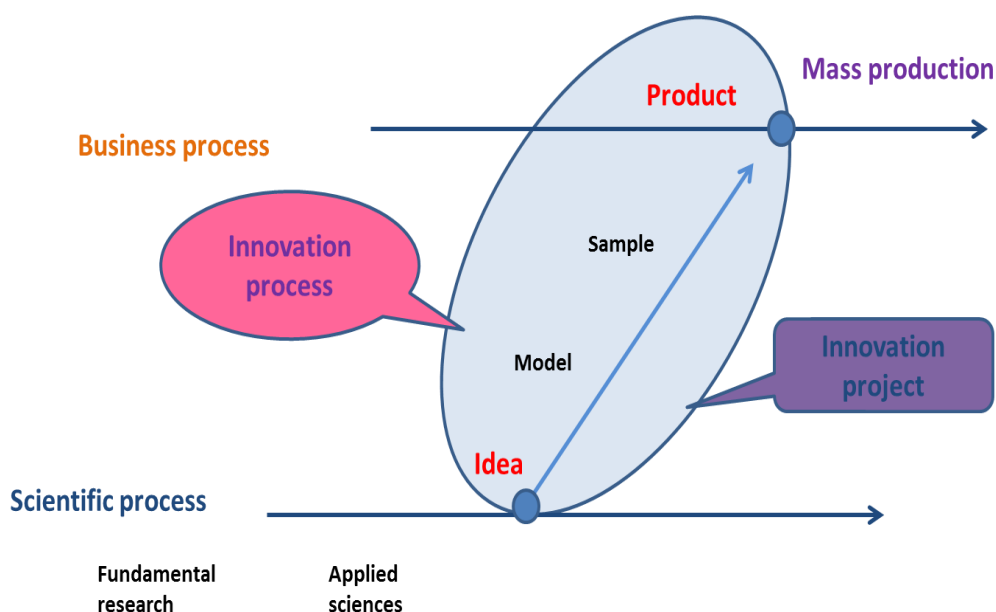 Mass production
Product
Business process
Innovation
process
Sample
Model
Innovation
project
Idea
Scientific process
Fundamental
research
Applied
sciences